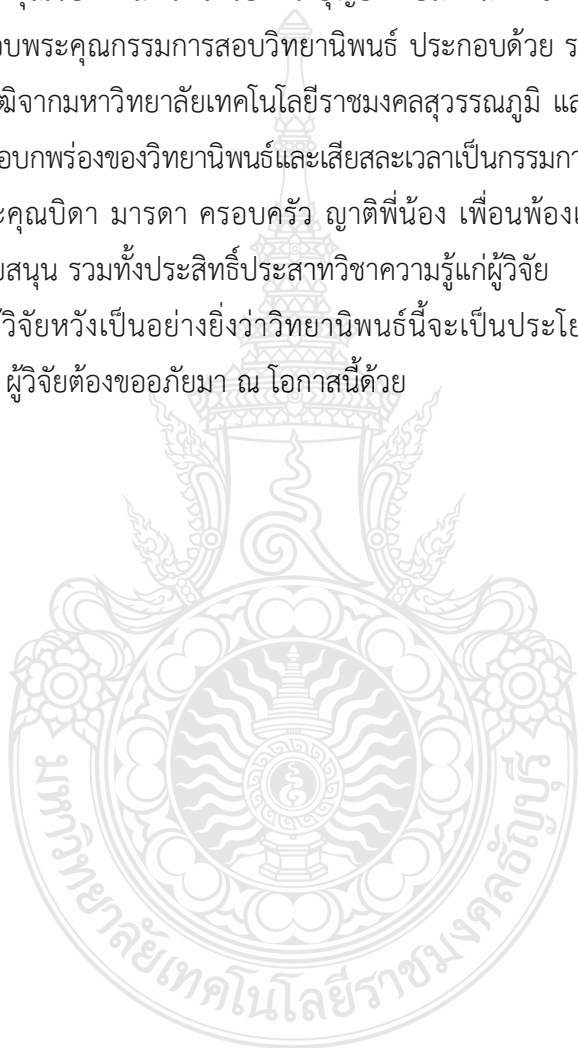 อบพระคุณกรรมการสอบวิทยานิพนธ์ ประกอบด้วย
ฒิจากมหาวิทยาลัยเทคโนโลยีราชมงคลสุวรรณภูมิ
อบกพร่องของวิทยานิพนธ์และเสียสละเวลาเป็นกรรมกา
ะคุณบิดา มารดา ครอบครัว ญาติพี่น้อง เพื่อนพ้อง
บสนุน รวมทั้งประสิทธิ์ประสาทวิชาความรู้แก่ผู้วิจัย
วิจัยหวังเป็นอย่างยิ่งว่าวิทยานิพนธ์นี้จะเป็นประโย
ผู้วิจัยต้องขออภัยมา ณ โอกาสนี้ด้วย
มหาวิทยาลัยเทคโนโลยีราชมงคลธัญบุรี